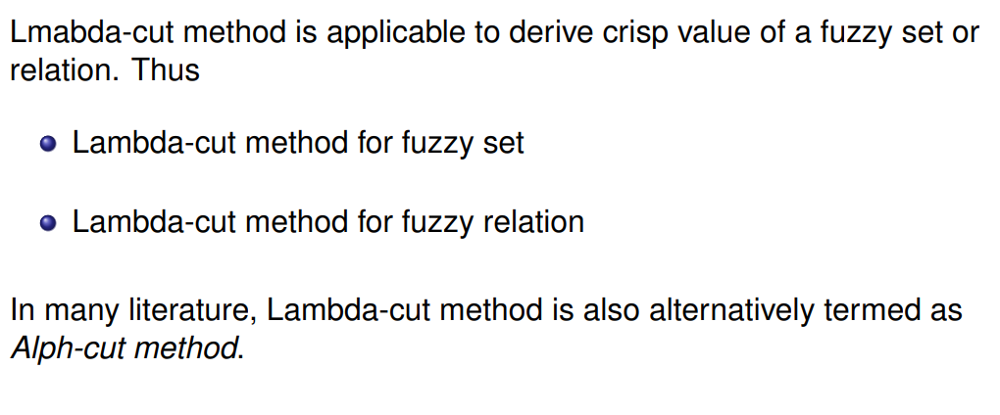 Lmabda-cut method is applicable to derive crisp value of a fuzzy set or
relation. Thus
Lambda-cut method for fuzzy set
Lambda-cut method for fuzzy relation
In many literature, Lambda-cut method is also alternatively termed as
Alph-cut method.